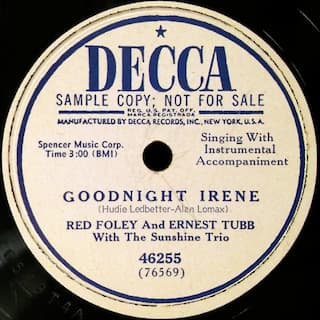 DECCA
SAMPLE COPY; NOT FOR SALE
REG. U.S. PAT. OFF.
MARCA REGISTRADA
MANUFACTURED BY DECCA RECORDS, INC., NEW YORK, U.S.A.
Spencer Music Corp.
Time 3:00 (BMI)
Singing With
Instrumental
Accompaniment
GOODNIGHT IRENE
(Hudie Ledbetter-Alan Lomax)
RED FOLEY And ERNEST TUBB
With The Sunshine Trio
46255
(76569)